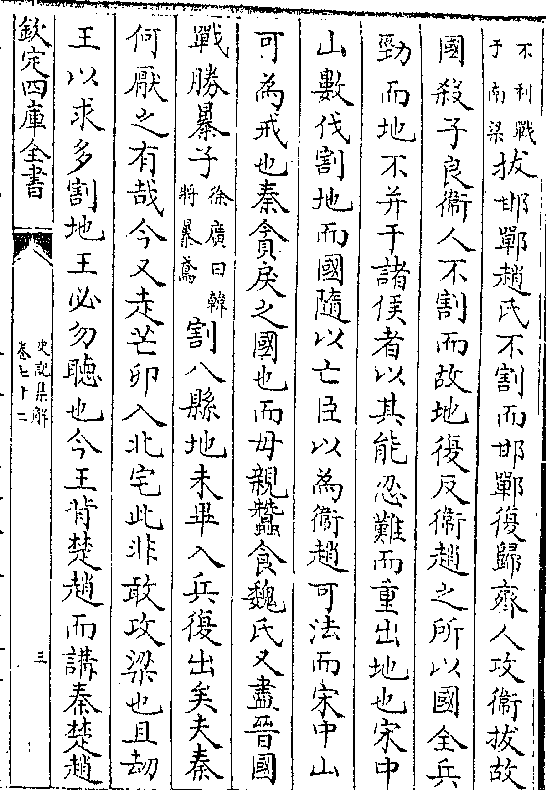 不利戰于南梁拔邯鄲趙氏不割而邯鄲復歸齊人攻衞拔故
國殺子良衞人不割而故地復反衞趙之所以國全兵
勁而地不并于諸侯者以其能忍難而重出地也宋中
山數伐割地而國隨以亡臣以為衞趙可法而宋中山
可為戒也秦貪戾之國也而毋親蠶食魏氏又盡晉國
戰勝暴子徐廣曰韓將暴鳶割八縣地未畢入兵復出矣夫秦
何厭之有哉今又走芒卯入北宅此非敢攻梁也且劫
王以求多割地王必勿聽也今王背楚趙而講秦楚趙
欽定四庫全書
史記集解
卷七十二
三